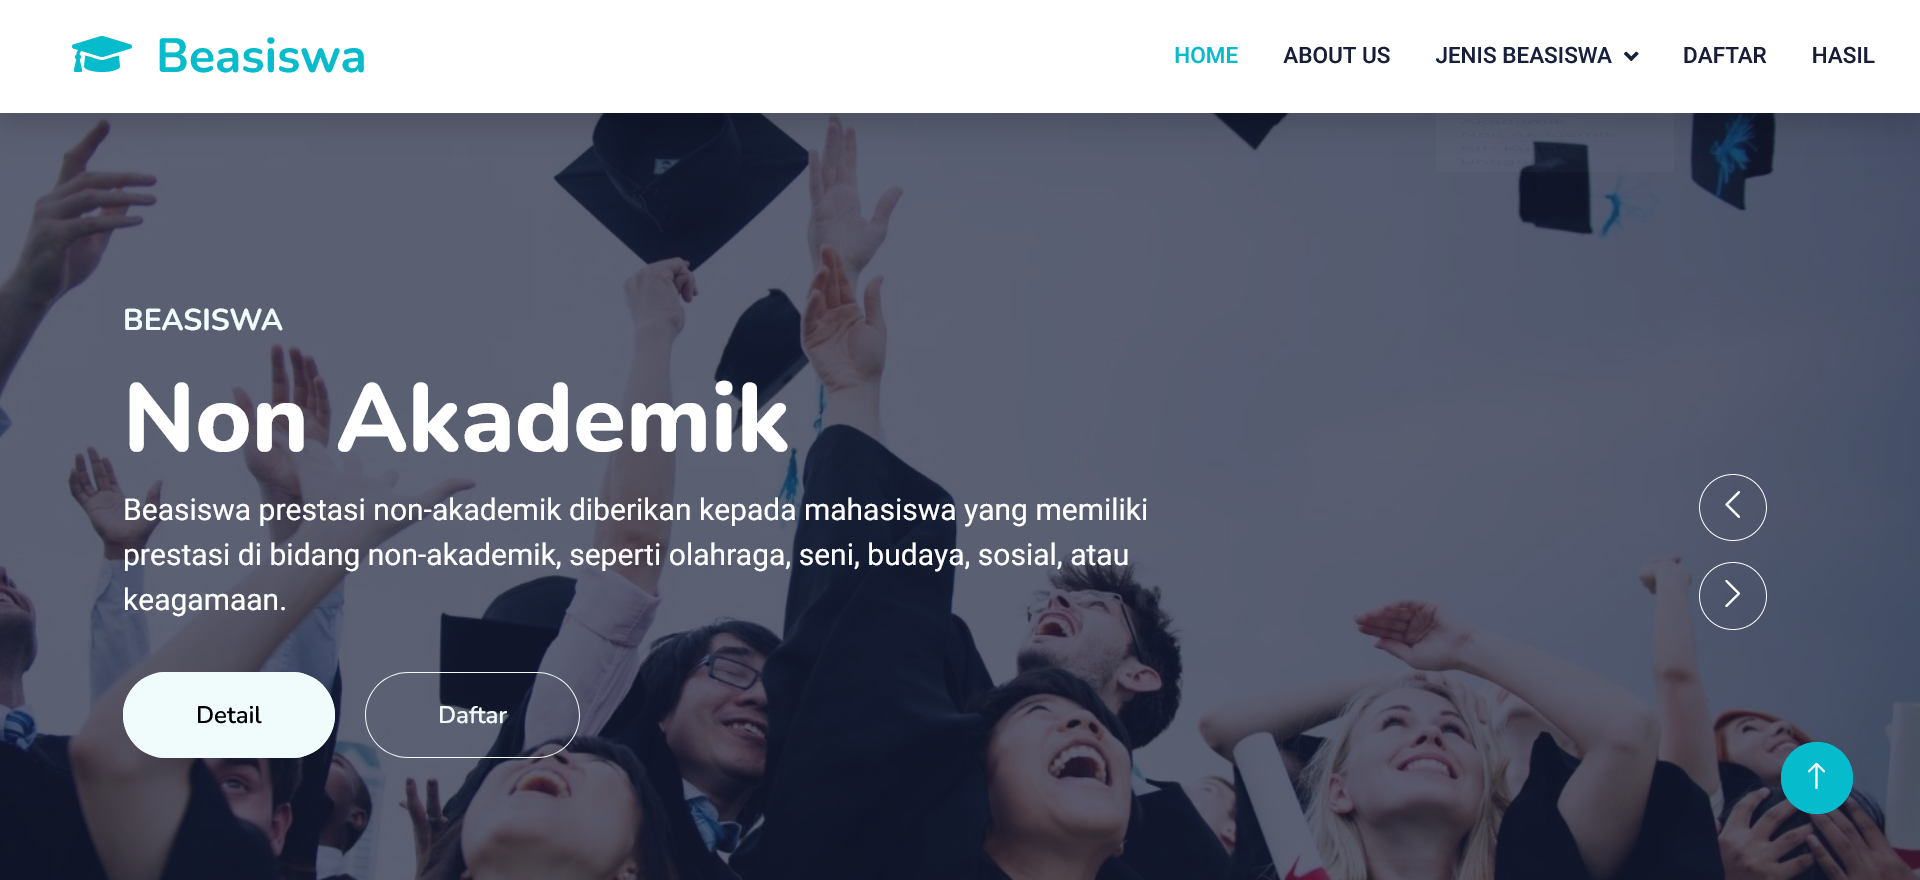 Beasiswa
HOME ABOUT US JENIS BEASISWA DAFTAR HASIL
BEASISWA
Non Akademik
Beasiswa prestasi non-akademik diberikan kepada mahasiswa yang memiliki
prestasi di bidang non-akademik, seperti olahraga, seni, budaya, sosial, atau
keagamaan.
Detail Daftar